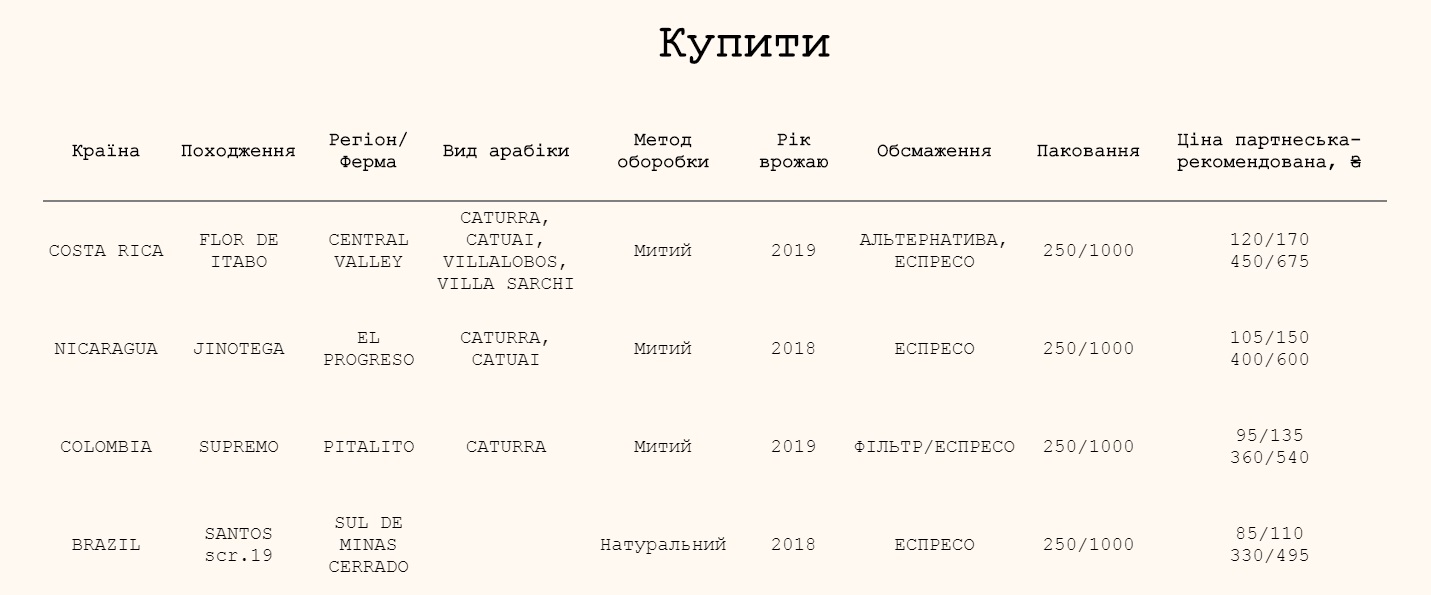 Купити
Країна Походження Регіон/ Ферма Вид арабіки Метод оборобки Рік врожаю Обсмаження Паковання Ціна партнеська- рекомендована, ₴
COSTA RICA FLOR DE ITABO CENTRAL VALLEY CATURRA, CATUAI, VILLALOBOS, VILLA SARCHI Митий 2019 АЛЬТЕРНАТИВА, ЕСПРЕСО 250/1000 120/170 450/675
NICARAGUA JINOTEGA EL PROGRESO CATURRA, CATUAI Митий 2018 ЕСПРЕСО 250/1000 105/150 400/600
COLOMBIA SUPREMO PITALITO CATURRA Митий 2019 ФІЛЬТР/ЕСПРЕСО 250/1000 95/135 360/540
BRAZIL SANTOS scr.19 SUL DE MINAS CERRADO Натуральний 2018 ЕСПРЕСО 250/1000 85/110 330/495